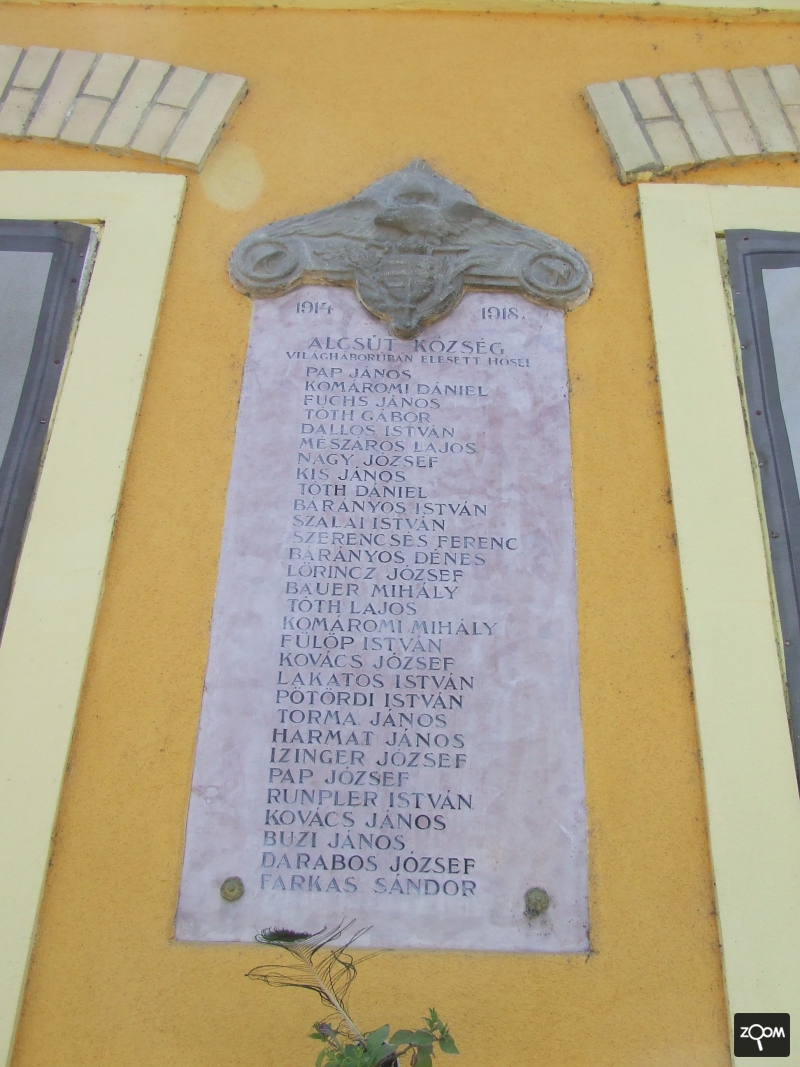 1914 1918.
ALCSÚT KÖZSÉG
VILÁGHÁBORÚBAN ELESETT HŐSEI
PAP JÁNOS
KOMÁROMI DÁNIEL
FUCHS JÁNOS
TÓTH GÁBOR
DALLOS ISTVÁN
MÉSZÁROS LAJOS
NAGY JÓZSEF
KIS JÁNOS
TÓTH DÁNIEL
BARÁNYOS ISTVÁN
SZALAI ISTVÁN
SZERENCSÉS FERENC
BARÁNYOS DÉNES
LŐRINCZ JÓZSEF
BAUER MIHÁLY
TÓTH LAJOS
KOMÁROMI MIHÁLY
FÜLÖP ISTVÁN
KOVÁCS JÓZSEF
LAKATOS ISTVÁN
PÖTÖRDI ISTVÁN
TORMA JÁNOS
HARMAT JÁNOS
IZINGER JÓZSEF
PAP JÓZSEF
RUNPLER ISTVÁN
KOVÁCS JÁNOS
BUZI JÁNOS
DARABOS JÓZSEF
FARKAS SÁNDOR
ZOOM